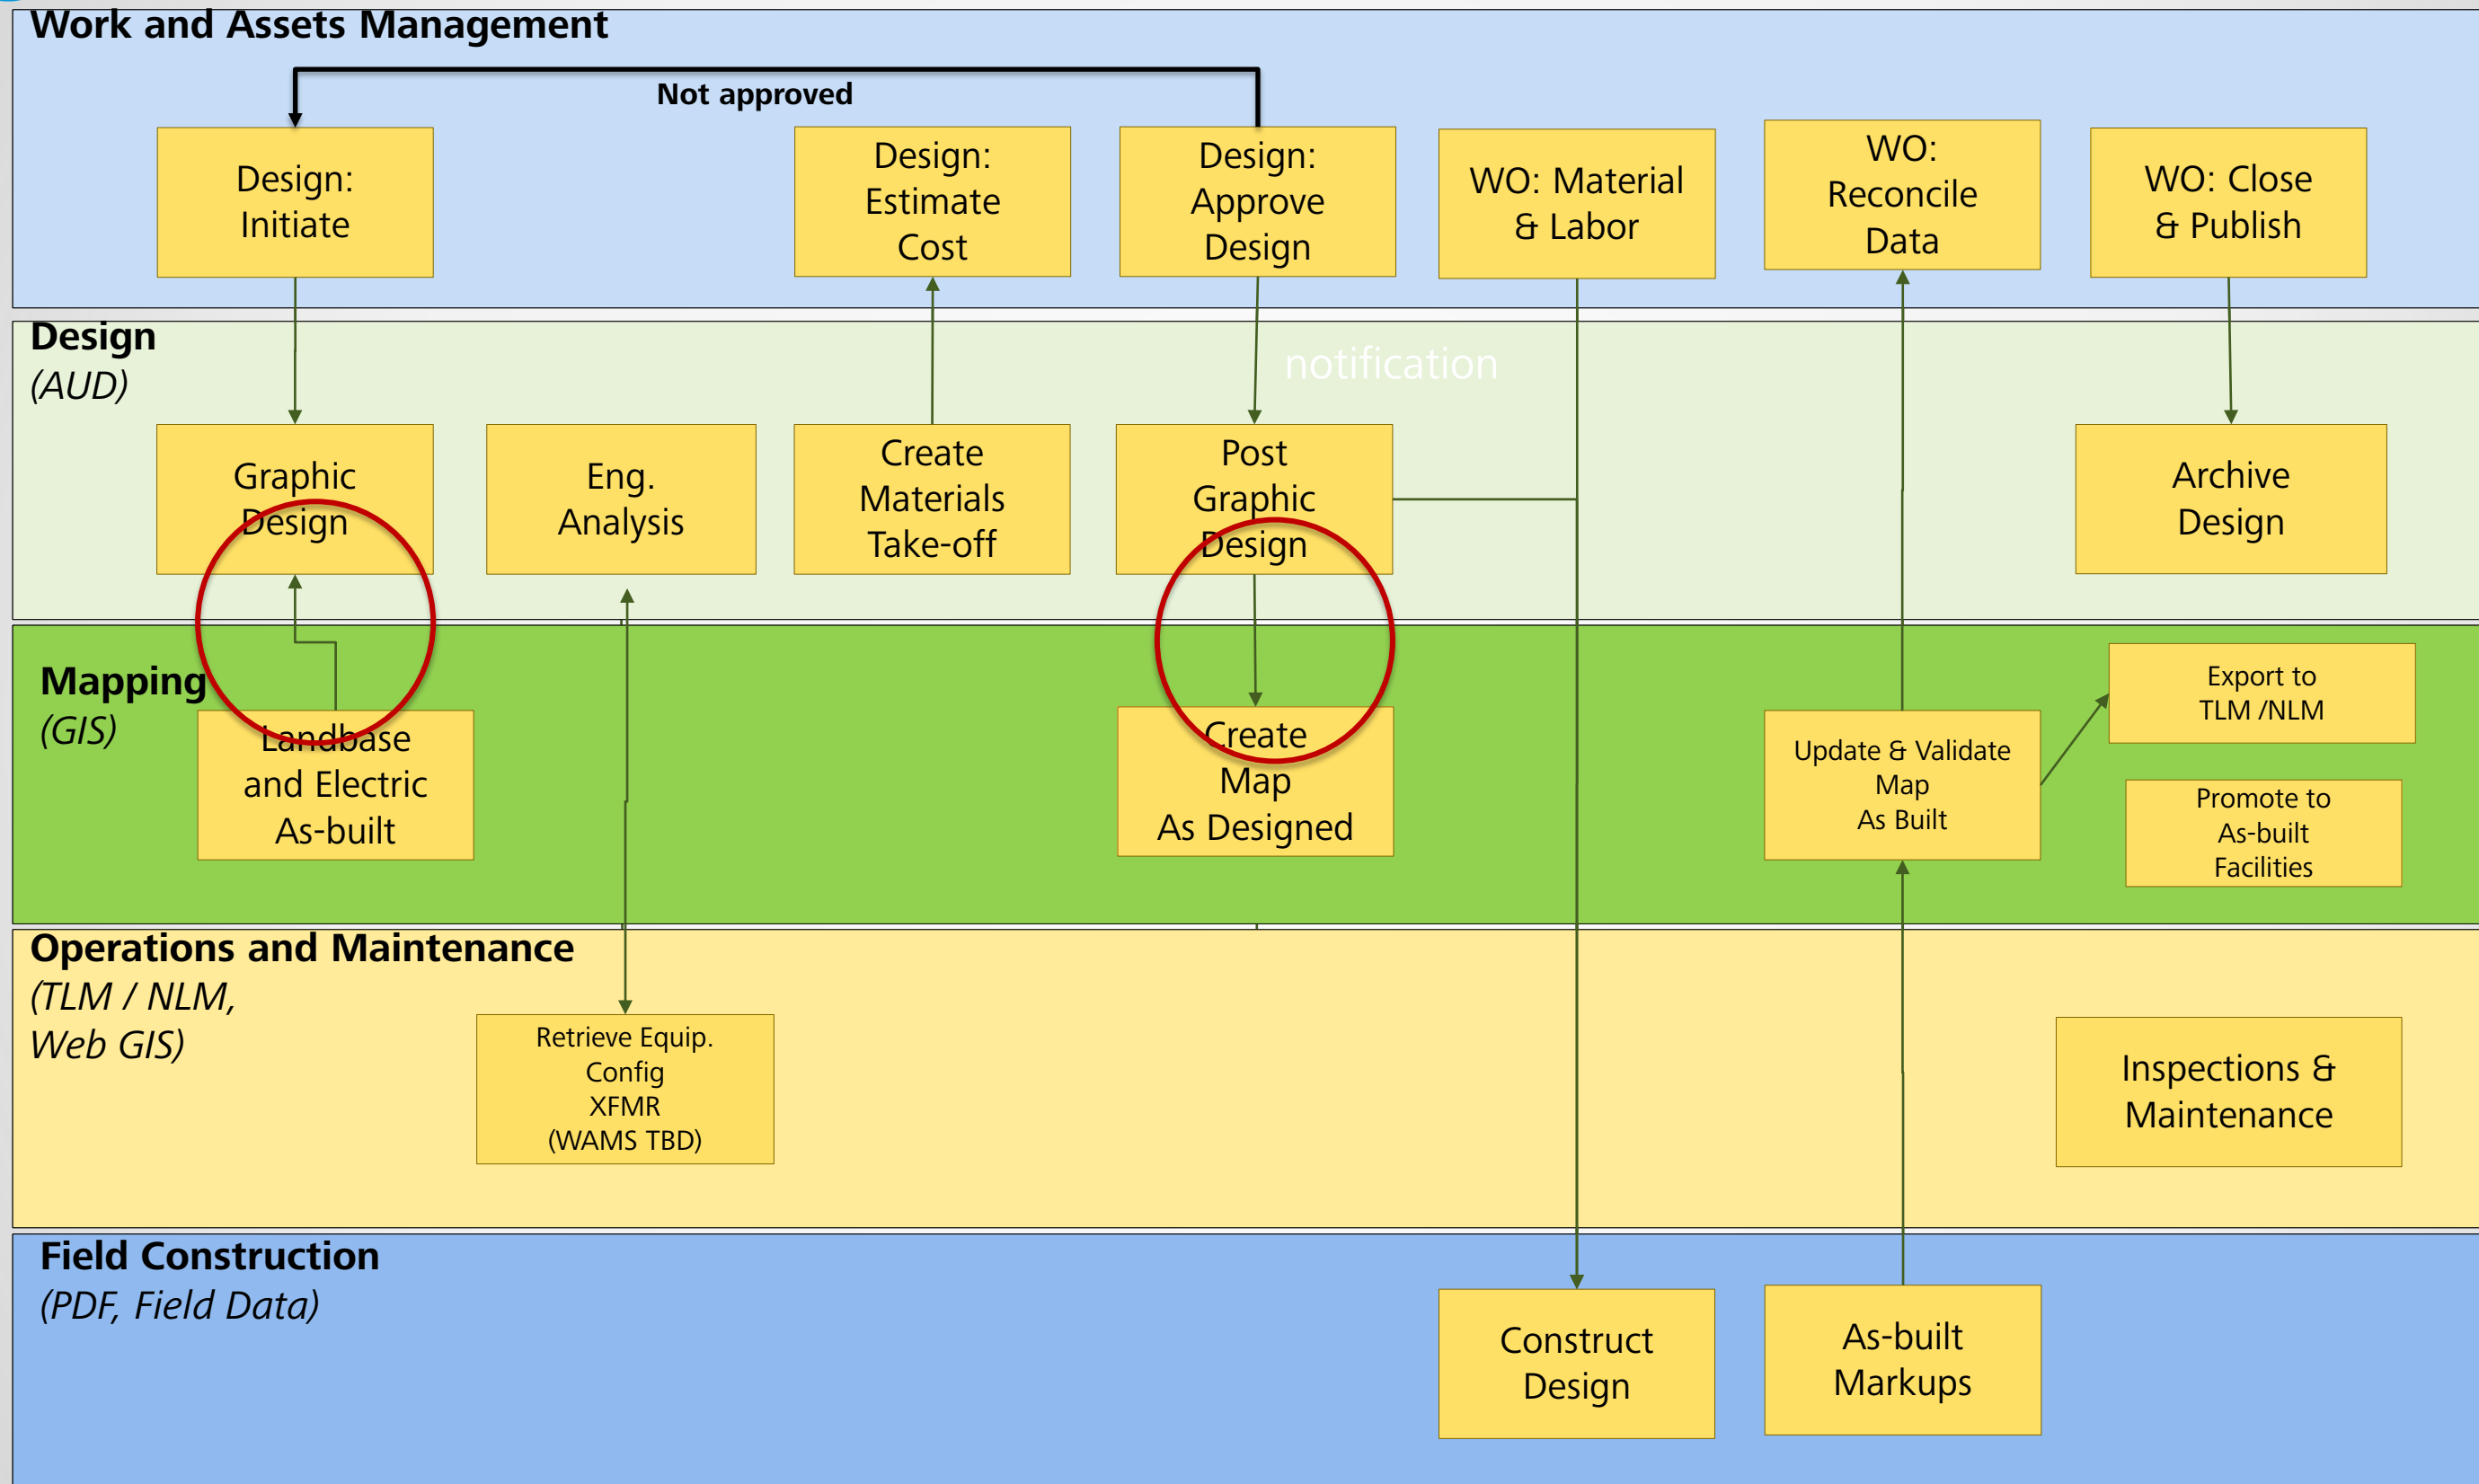 Work and Assets Management
Not approved
Design:
Initiate
Design:
Estimate
Cost
Design:
Approve
Design
WO: Material
& Labor
WO:
Reconcile
Data
WO: Close
& Publish
Design
(AUD)
notification
Graphic
Design
Eng.
Analysis
Create
Materials
Take-off
Post
Graphic
Design
Archive
Design
Mapping
(GIS)
Landbase
and Electric
As-built
Create
Map
As Designed
Update & Validate
Map
As Built
Export to
TLM /NLM
Promote to
As-built
Facilities
Operations and Maintenance
(TLM / NLM,
Web GIS)
Retrieve Equip.
Config
XFMR
(WAMS TBD)
Inspections &
Maintenance
Field Construction
(PDF, Field Data)
Construct
Design
As-built
Markups